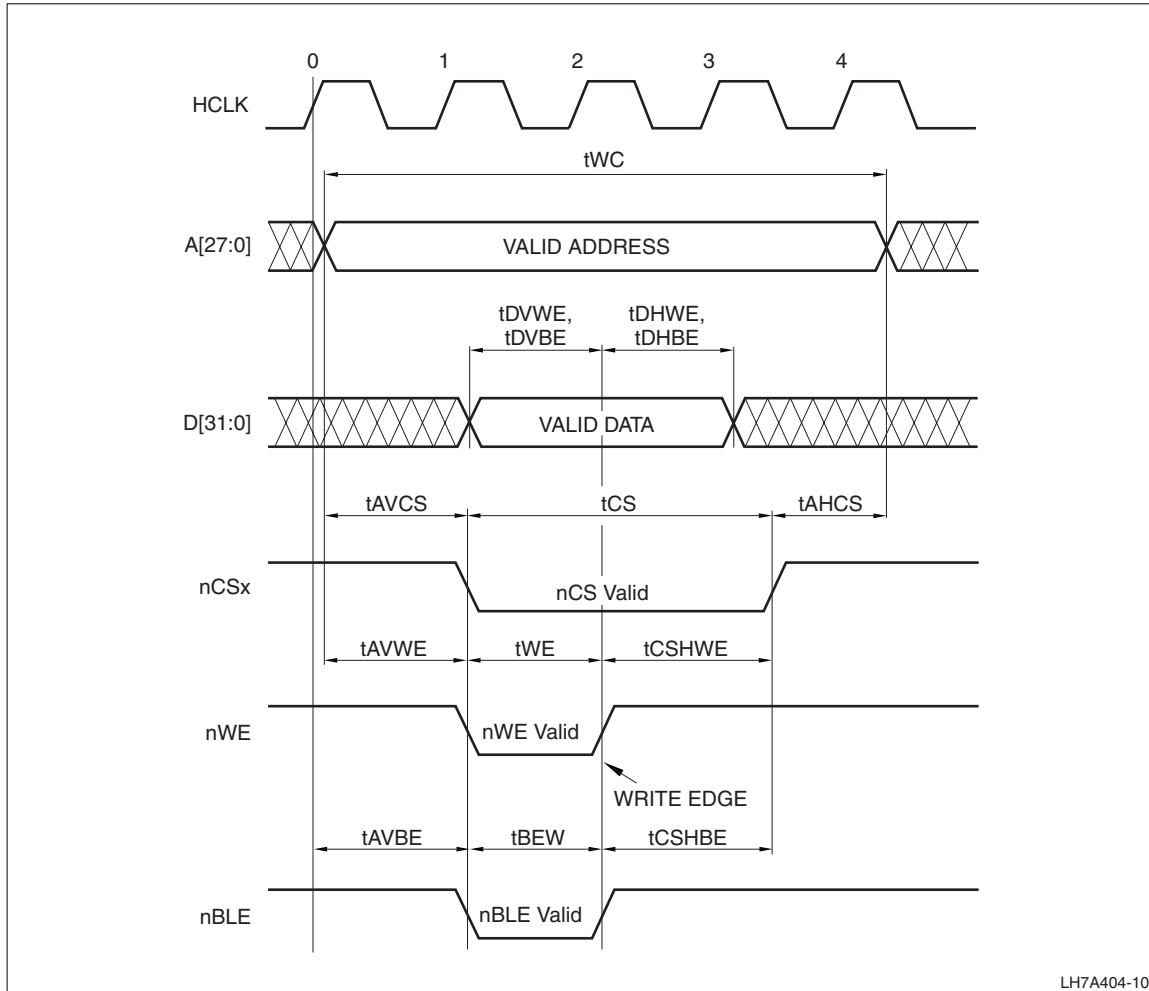 0 1 2 3 4
HCLK
tWC
A[27:0] VALID ADDRESS
tDVWE, tDHWE,
tDVBE tDHBE
D[31:0] VALID DATA
tAVCS tCS tAHCS
nCSx nCS Valid
tAVWE tWE tCSHWE
nWE nWE Valid
WRITE EDGE
tAVBE tBEW tCSHBE
nBLE nBLE Valid
LH7A404-10